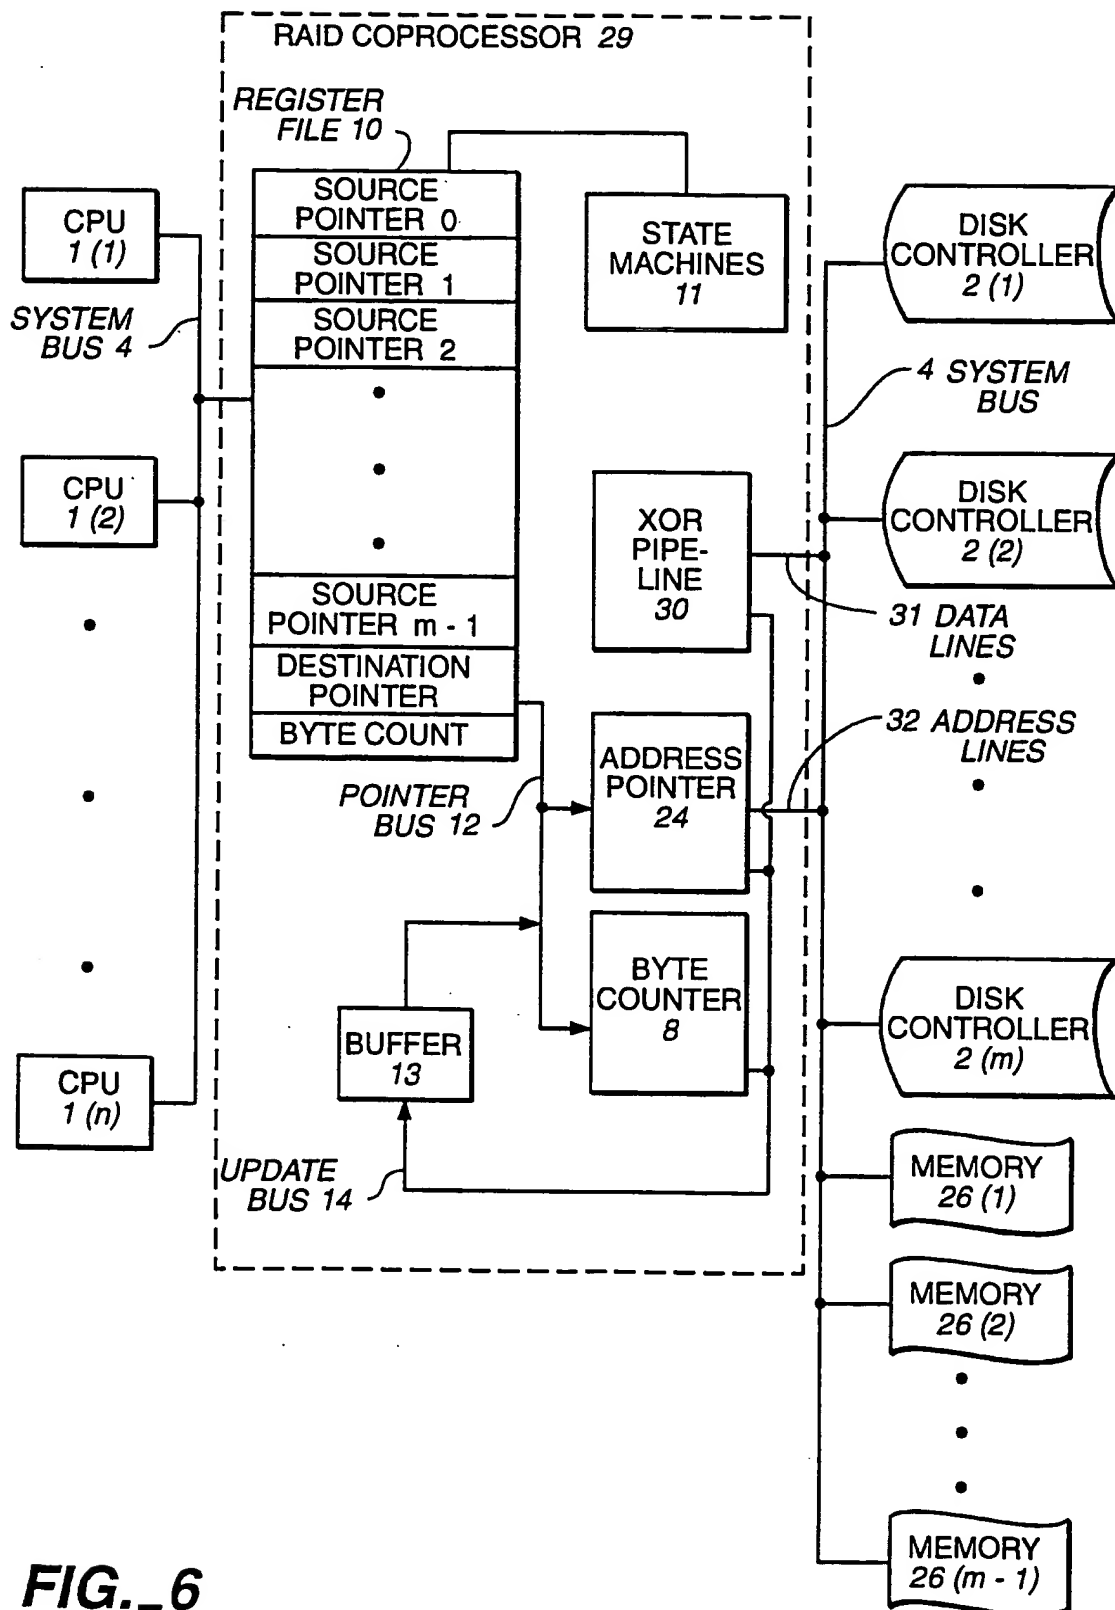 RAID COPROCESSOR 29
REGISTER
FILE 10
SOURCE
POINTER 0
SOURCE
POINTER 1
SOURCE
POINTER 2
SOURCE
POINTER m - 1
DESTINATION
POINTER
BYTE COUNT
STATE
MACHINES
11
CPU
1 (1)
SYSTEM
BUS 4
CPU
1 (2)
CPU
1 (n)
XOR
PIPE-
LINE
30
ADDRESS
POINTER
24
BYTE
COUNTER
8
POINTER
BUS 12
BUFFER
13
UPDATE
BUS 14
DISK
CONTROLLER
2 (1)
4 SYSTEM
BUS
DISK
CONTROLLER
2 (2)
31 DATA
LINES
32 ADDRESS
LINES
DISK
CONTROLLER
2 (m)
MEMORY
26 (1)
MEMORY
26 (2)
MEMORY
26 (m - 1)
FIG._6